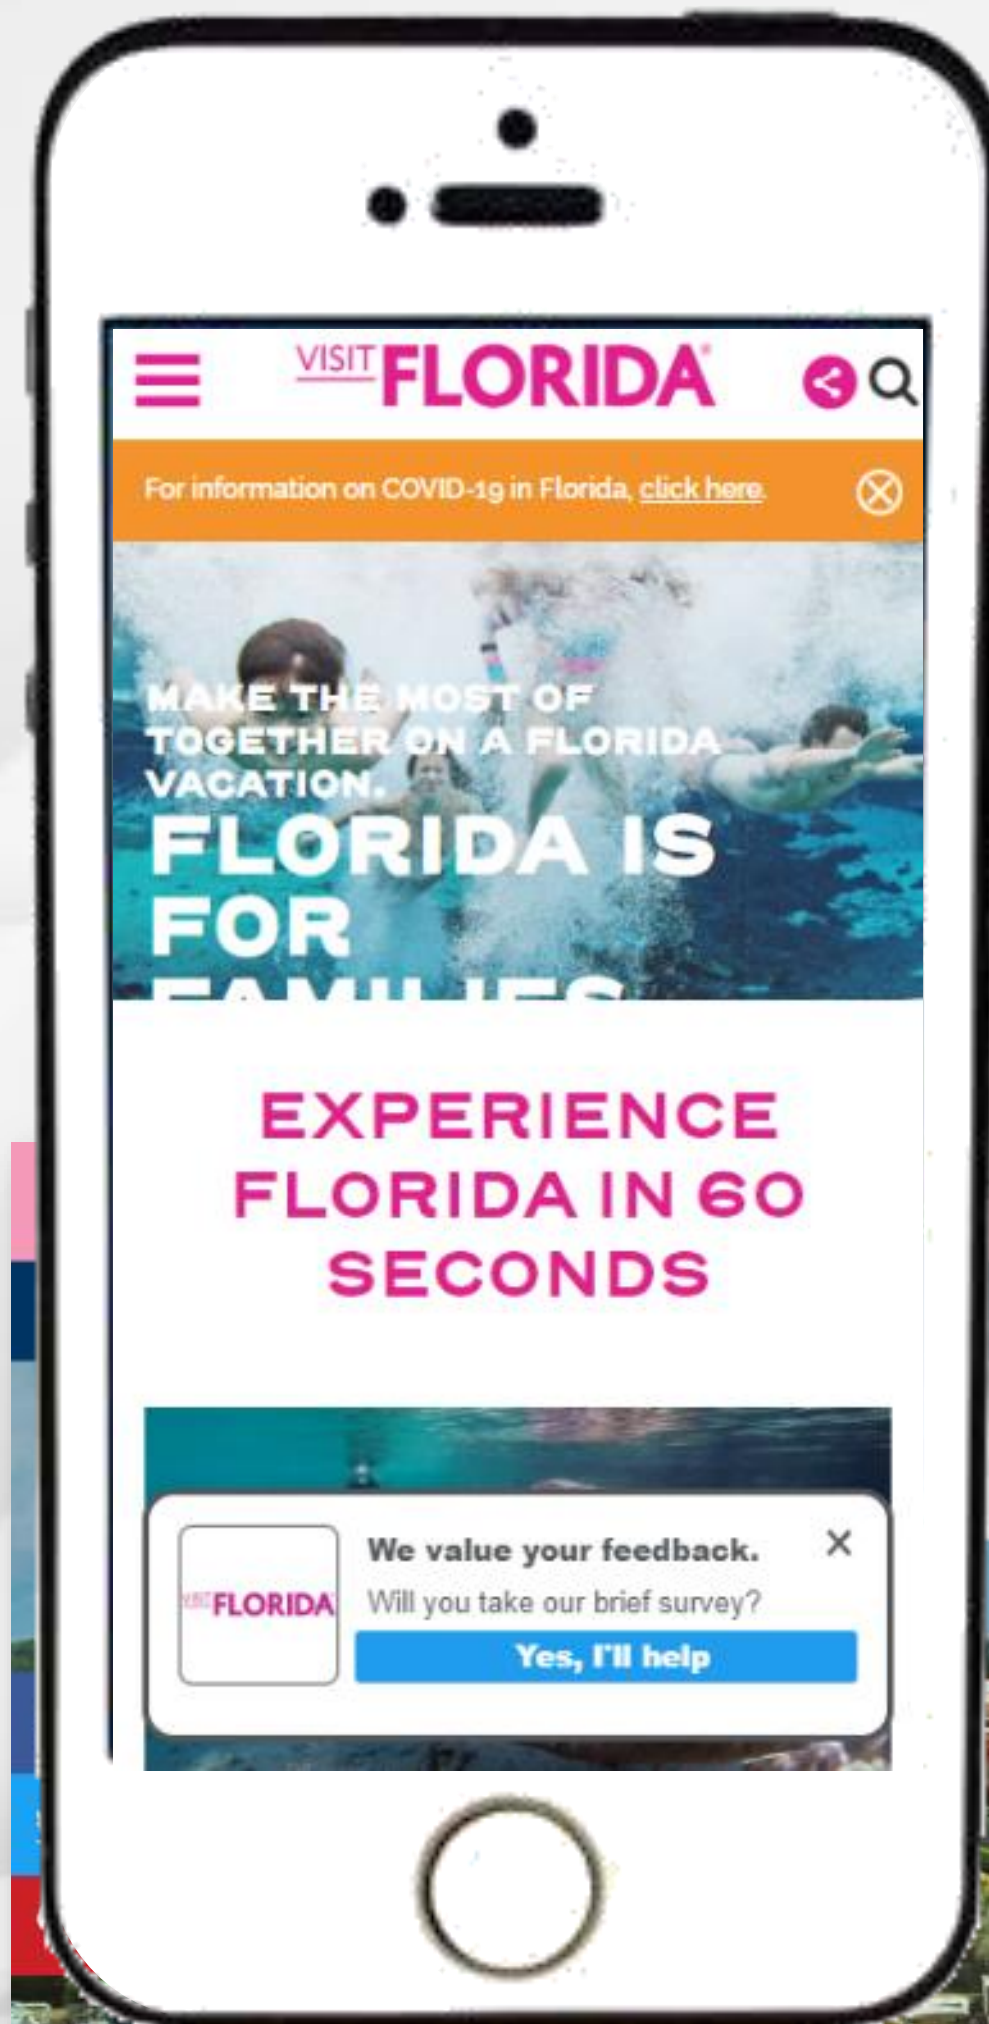 VISIT FLORIDA
For information on COVID-19 in Florida, click here.
MAKE THE MOST OF
TOGETHER ON A FLORIDA
VACATION.
FLORIDA IS
FOR
FAMILIES
EXPERIENCE
FLORIDA IN 60
SECONDS
We value your feedback.
VISIT FLORIDA
Will you take our brief survey?
Yes, I'll help